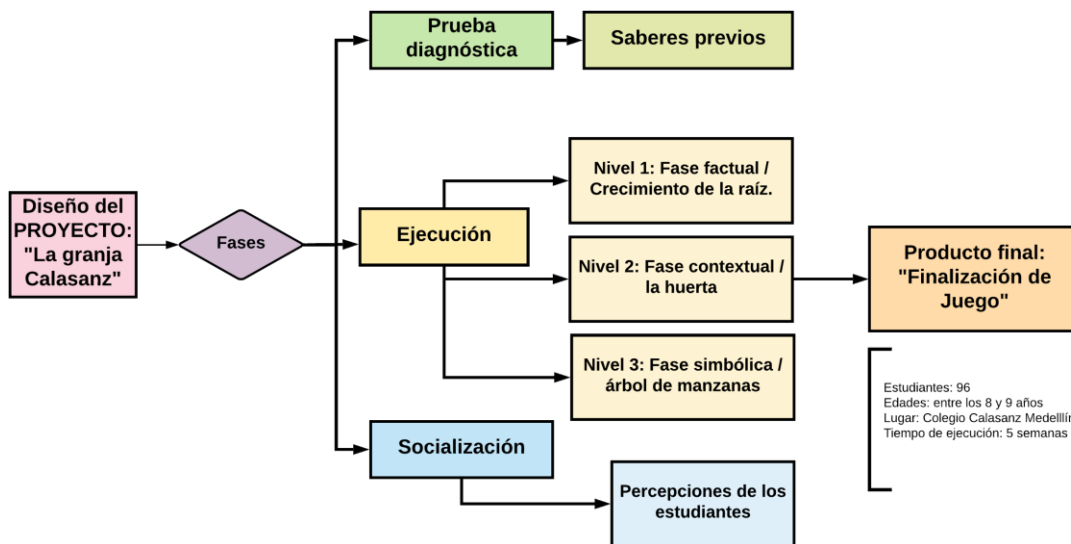 Prueba
diagnóstica
Saberes previos
Nivel 1: Fase factual /
Crecimiento de la raíz.
Diseño del
PROYECTO:
"La granja
Calasanz"
Fases
Ejecución
Nivel 2: Fase contextual /
la huerta
Producto final:
"Finalización de
Juego"
Nivel 3: Fase simbólica /
árbol de manzanas
Estudiantes: 96
Edades: entre los 8 y 9 años
Lugar: Colegio Calasanz Medelllín
Tiempo de ejecución: 5 semanas
Socialización
Percepciones de los
estudiantes